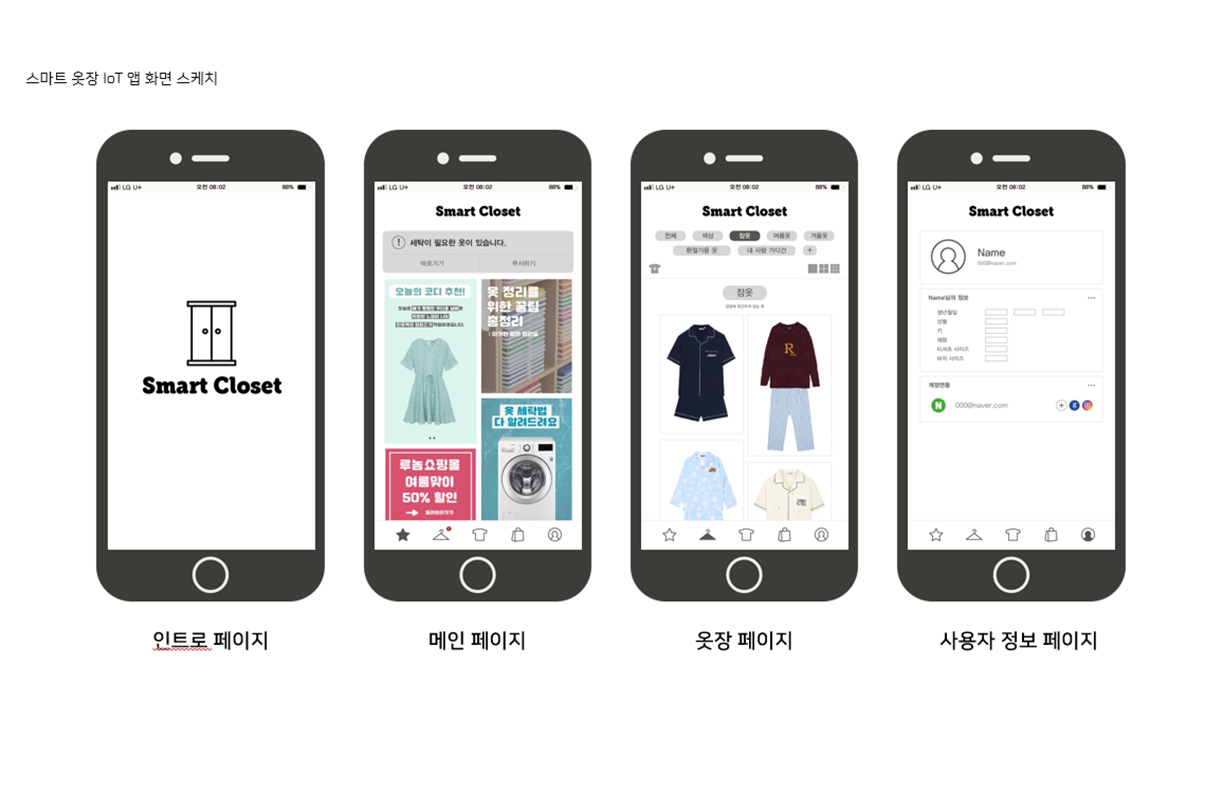 스마트 옷장 IoT 앱 화면 스케치
LG U+ 오전 08:02 88%
Smart Closet
인트로 페이지
LG U+ 오전 08:02 88%
Smart Closet
! 세탁이 필요한 옷이 있습니다.
바로가기 무시하기
오늘의 코디 추천!
옷 정리를
위한 꿀팁
총정리
옷 세탁법
다 알려드려요
루놈쇼핑몰
여름맞이
50% 할인
둘러보러가기
메인 페이지
LG U+ 오전 08:02 88%
Smart Closet
전체 색상 잠옷 여름옷 겨울옷
환절기용 옷 내 사랑 가디건 +
잠옷
R
옷장 페이지
LG U+ 오전 08:02 88%
Smart Closet
Name
000@naver.com
Name님의 정보
생년월일
성별
키
체형
티셔츠 사이즈
바지 사이즈
계정연동
N 000@naver.com + g
사용자 정보 페이지